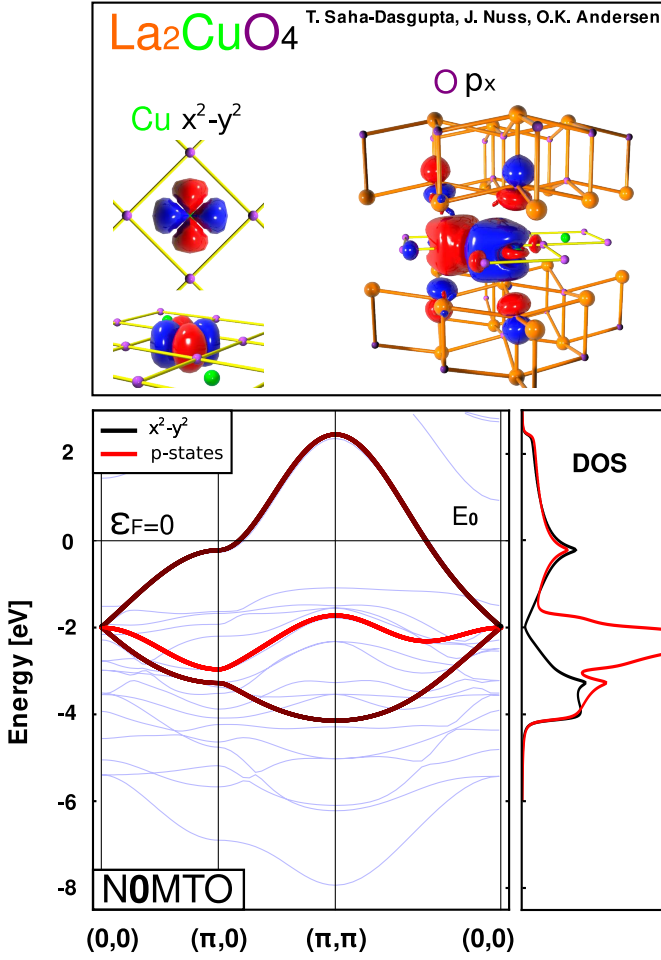 La₂CuO₄
T. Saha-Dasgupta, J. Nuss, O.K. Andersen
O pₓ
Cu x²-y²
x²-y²
p-states
DOS
εF=0
E₀
2
0
-2
-4
-6
-8
Energy [eV]
N0MTO
(0,0) (π,0) (π,π) (0,0)